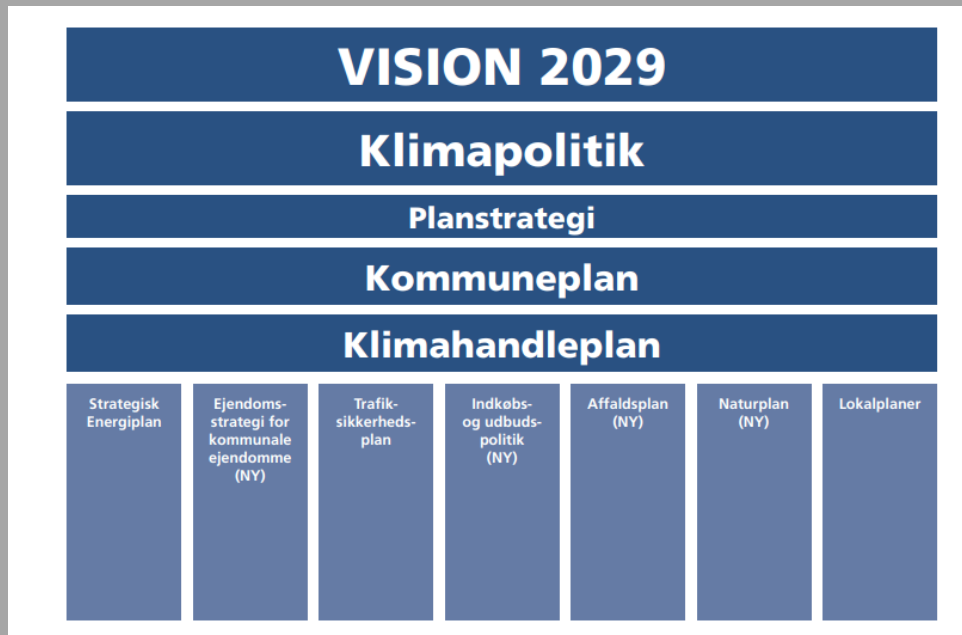 VISION 2029
Klimapolitik
Planstrategi
Kommuneplan
Klimahandleplan
Strategisk
Energiplan
Ejendoms-
strategi for
kommunale
ejendomme
(NY)
Trafik-
sikkerheds-
plan
Indkøbs-
og udbuds-
politik
(NY)
Affaldsplan
(NY)
Naturplan
(NY)
Lokalplaner